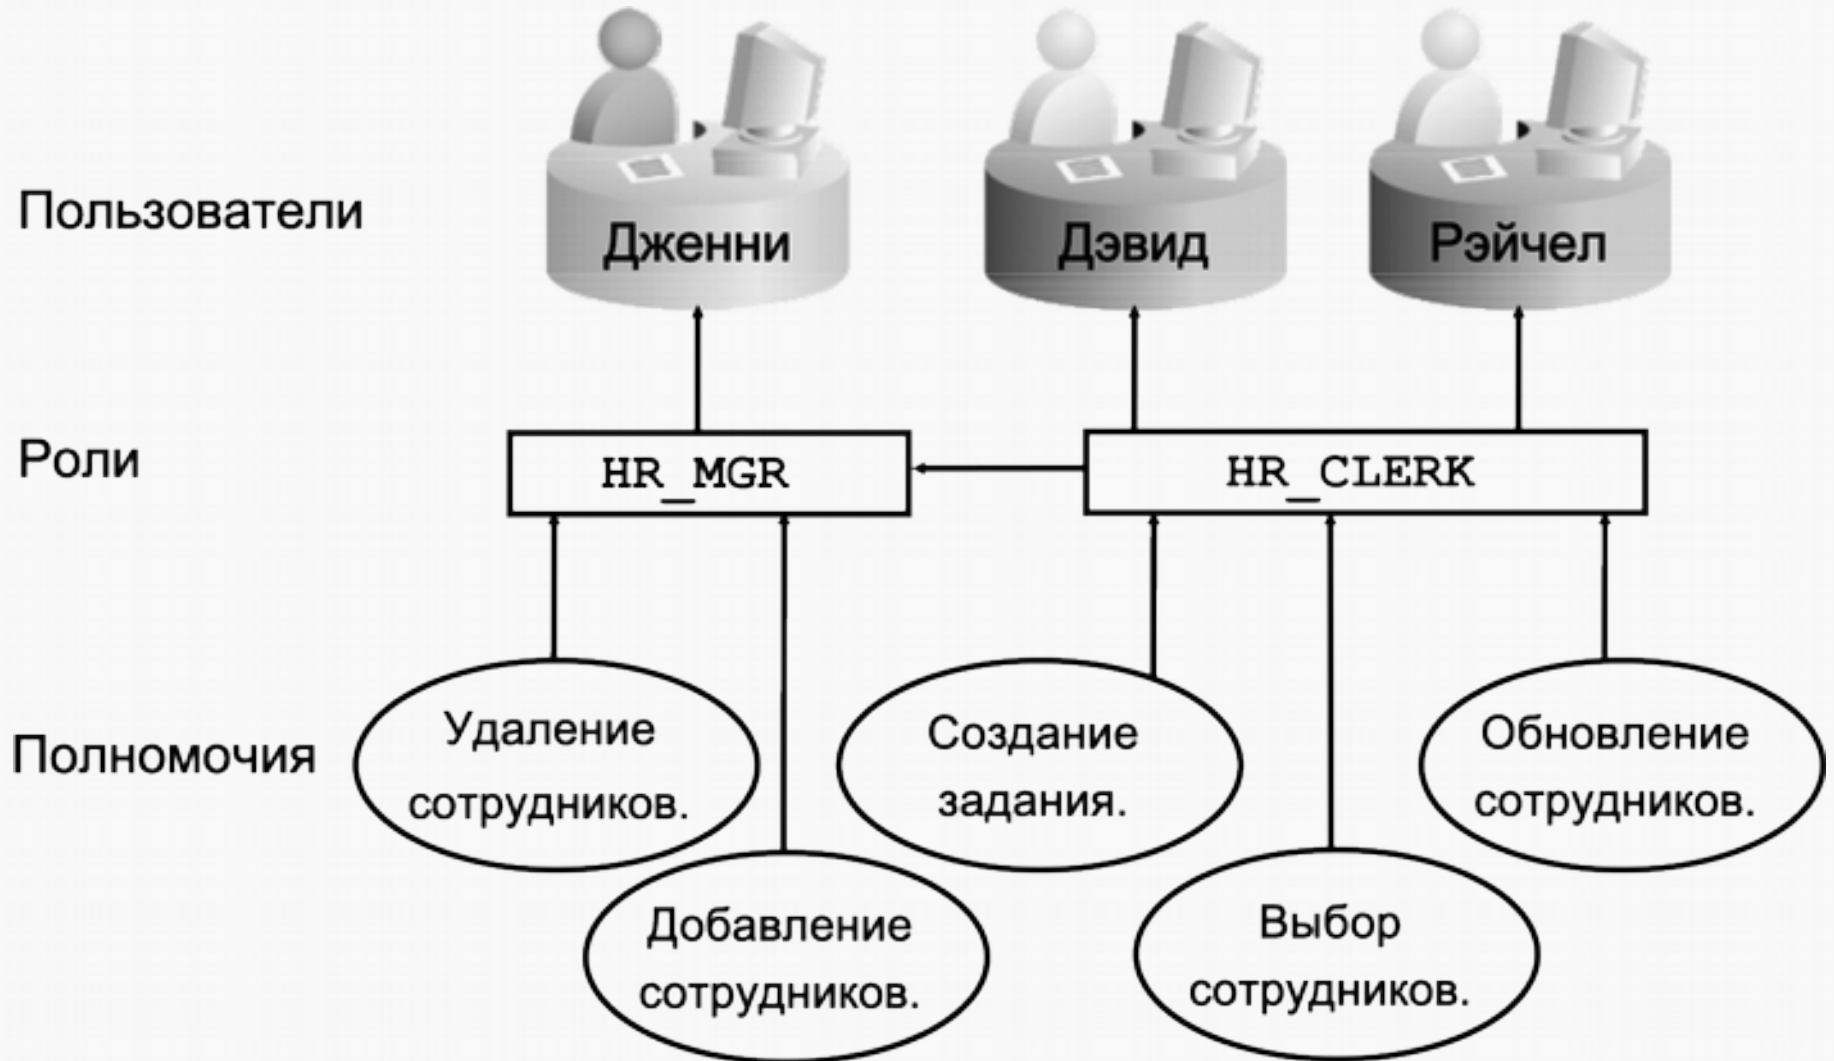 Пользователи
Дженни
Дэвид
Рэйчел
Роли
HR_MGR
HR_CLERK
Полномочия
Удаление
сотрудников.
Создание
задания.
Обновление
сотрудников.
Добавление
сотрудников.
Выбор
сотрудников.